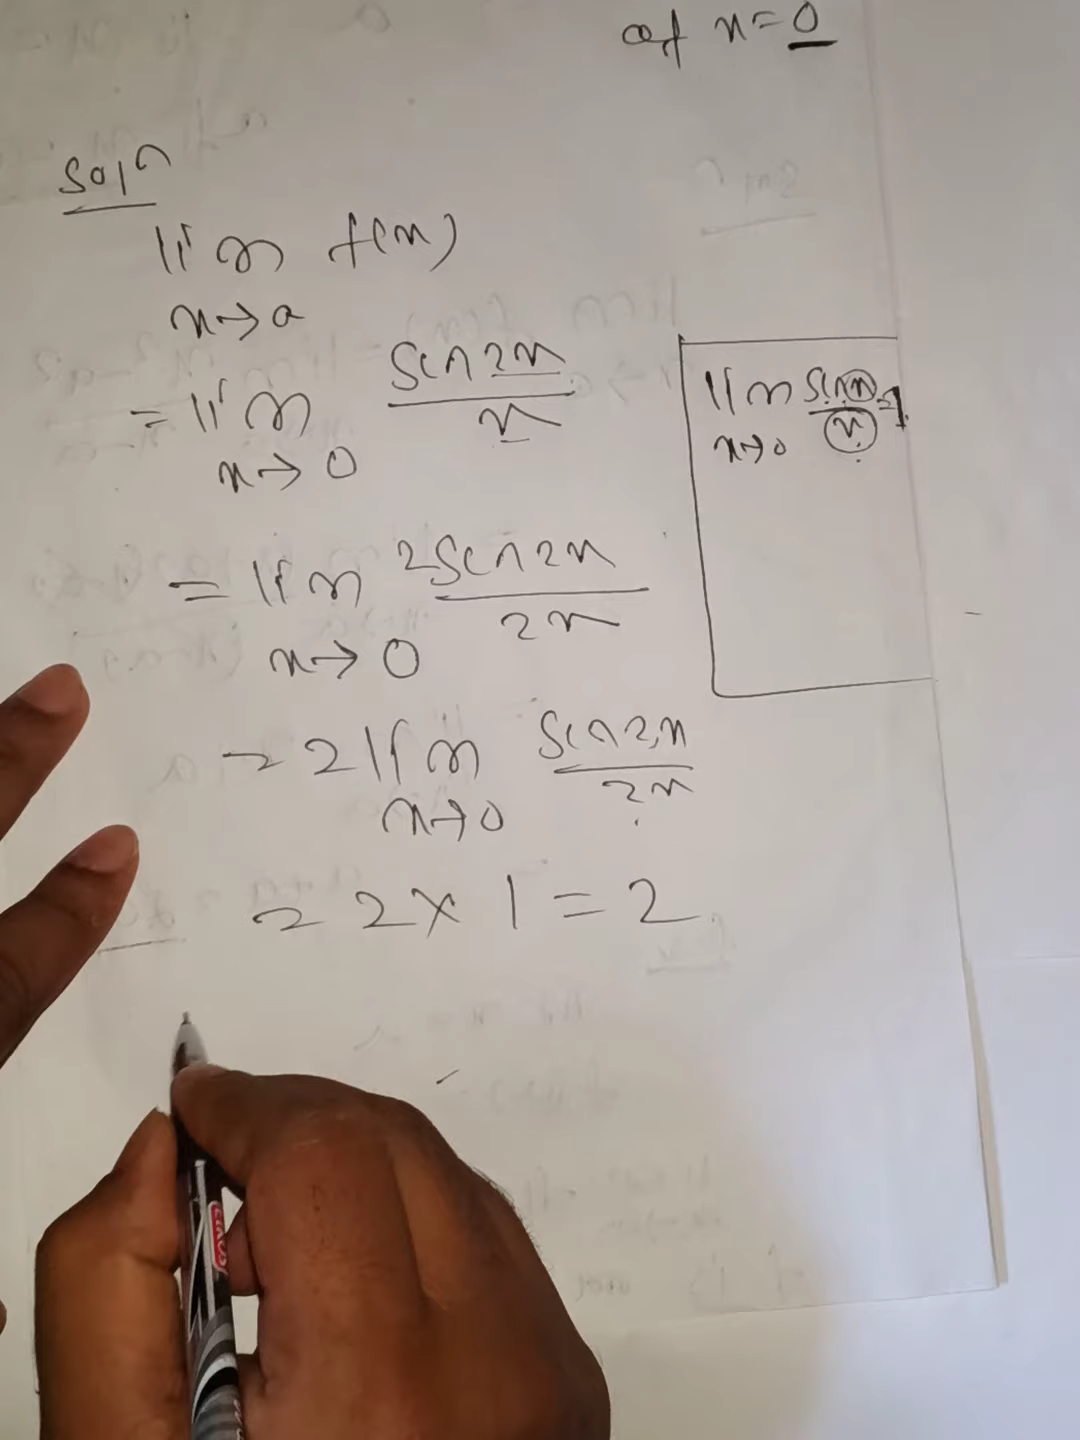 at x = 0
Soln
lim f(x)
x→a
= lim sin2x/x
x→0
lim sinx/x = 1
x→0
= lim 2sin2x/2x
x→0
= 2 lim sin2x/2x
x→0
= 2 × 1 = 2